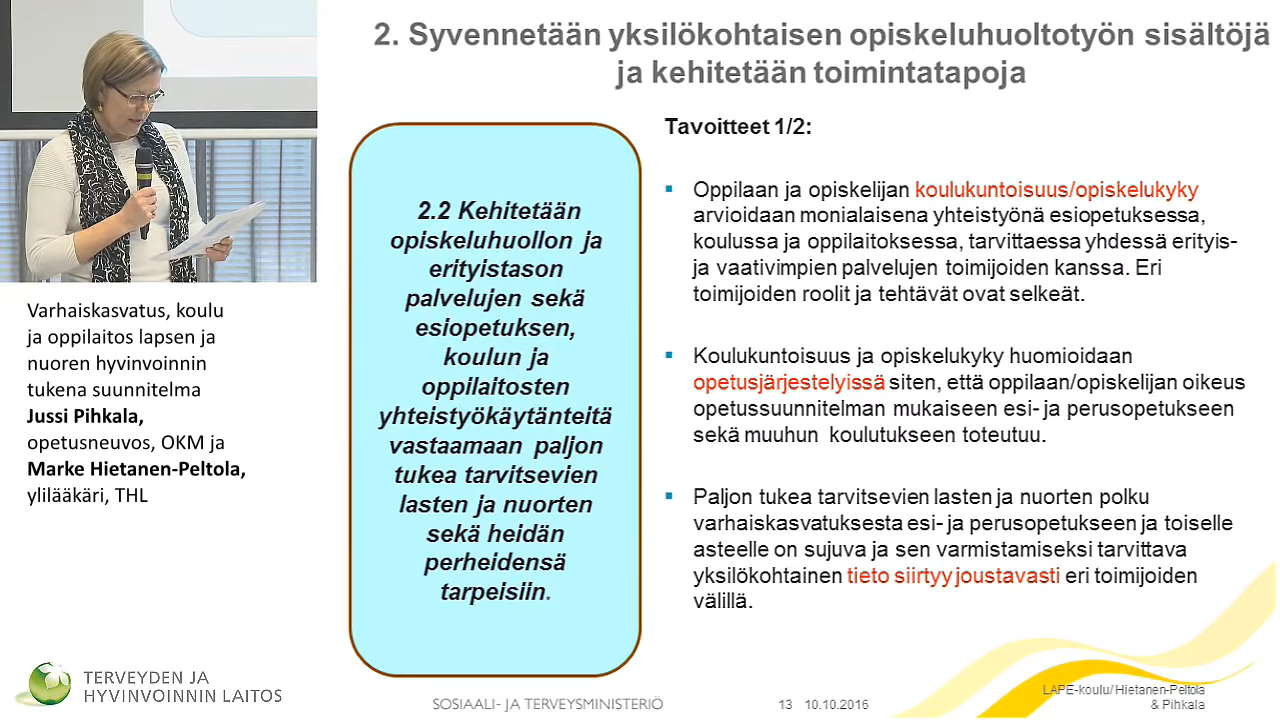 2. Syvennetään yksilökohtaisen opiskeluhuoltotyön sisältöjä
ja kehitetään toimintatapoja
2.2 Kehitetään
opiskeluhuollon ja
erityistason
palvelujen sekä
esiopetuksen,
koulun ja
oppilaitosten
yhteistyökäytänteitä
vastaamaan paljon
tukea tarvitsevien
lasten ja nuorten
sekä heidän
perheidensä
tarpeisiin.
Tavoitteet 1/2:
Oppilaan ja opiskelijan koulukuntoisuus/opiskelukyky
arvioidaan monialaisena yhteistyönä esiopetuksessa,
koulussa ja oppilaitoksessa, tarvittaessa yhdessä erityis-
ja vaativimpien palvelujen toimijoiden kanssa. Eri
toimijoiden roolit ja tehtävät ovat selkeät.
Koulukuntoisuus ja opiskelukyky huomioidaan
opetusjärjestelyissä siten, että oppilaan/opiskelijan oikeus
opetussuunnitelman mukaiseen esi- ja perusopetukseen
sekä muuhun koulutukseen toteutuu.
Paljon tukea tarvitsevien lasten ja nuorten polku
varhaiskasvatuksesta esi- ja perusopetukseen ja toiselle
asteelle on sujuva ja sen varmistamiseksi tarvittava
yksilökohtainen tieto siirtyy joustavasti eri toimijoiden
välillä.
Varhaiskasvatus, koulu
ja oppilaitos lapsen ja
nuoren hyvinvoinnin
tukena suunnitelma
Jussi Pihkala,
opetusneuvos, OKM ja
Marke Hietanen-Peltola,
ylilääkäri, THL
TERVEYDEN JA
HYVINVOINNIN LAITOS
SOSIAALI- JA TERVEYSMINISTERIÖ
13 10.10.2016
LAPE-koulu/ Hietanen-Peltola
& Pihkala